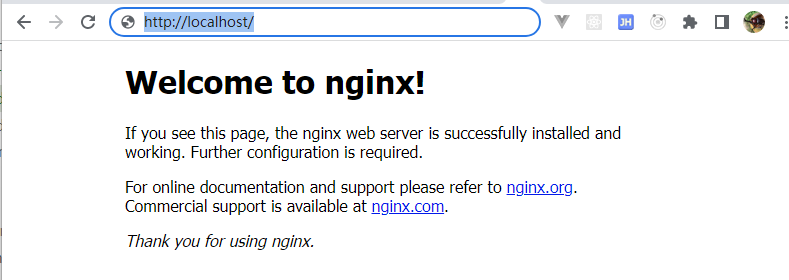 http://localhost/
JH
Welcome to nginx!
If you see this page, the nginx web server is successfully installed and
working. Further configuration is required.
For online documentation and support please refer to nginx.org.
Commercial support is available at nginx.com.
Thank you for using nginx.